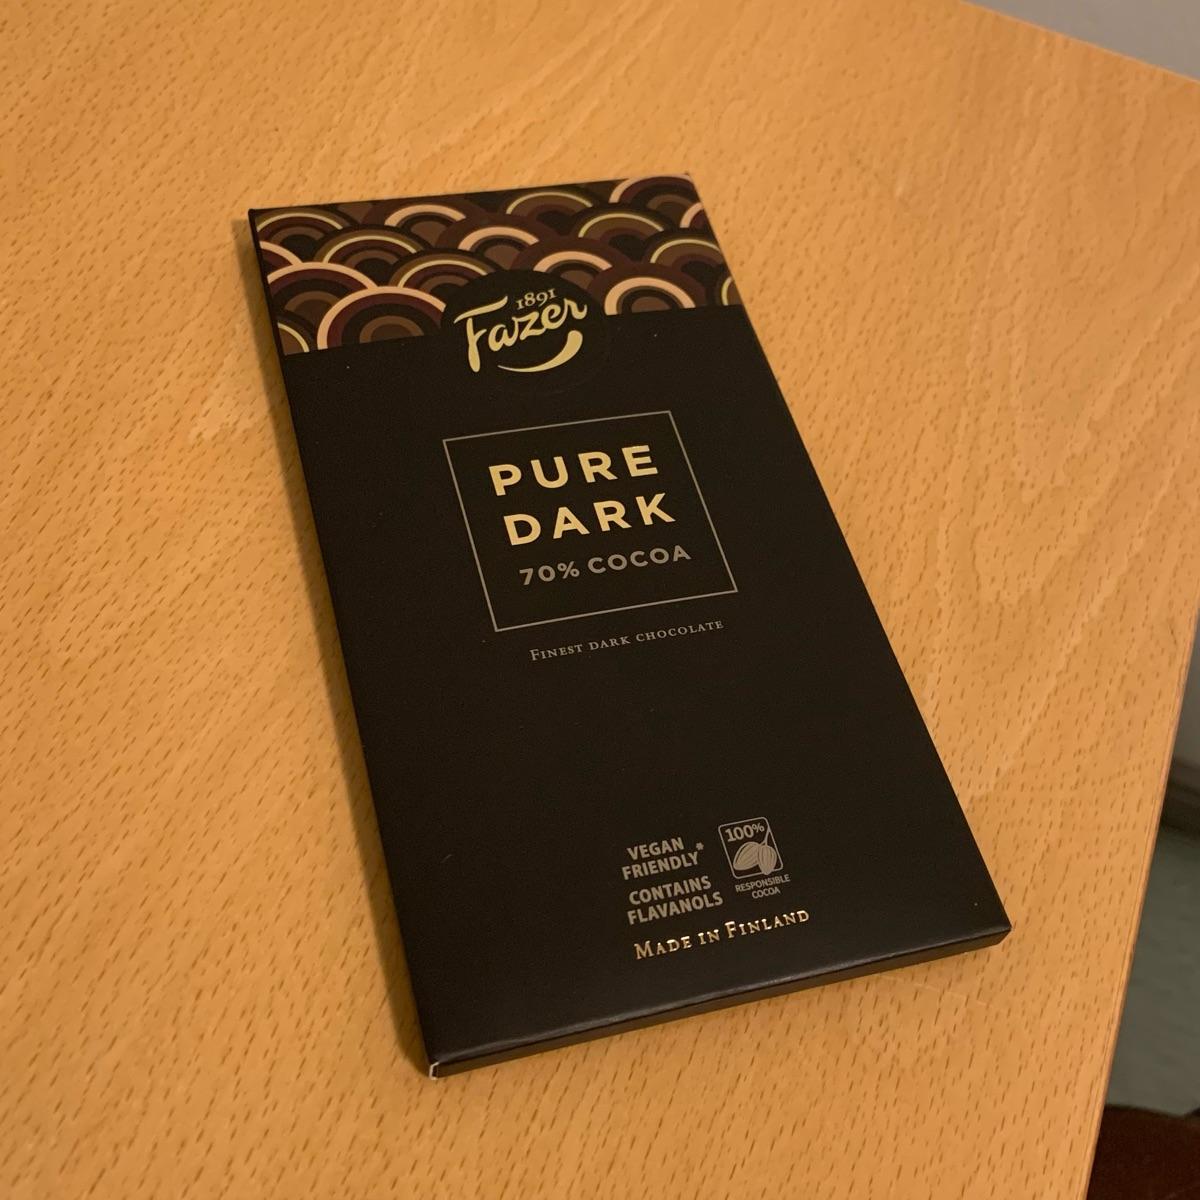 1891
Fazer
PURE
DARK
70% COCOA
FINEST DARK CHOCOLATE
VEGAN
FRIENDLY*
CONTAINS
FLAVANOLS
100%
RESPONSIBLE
COCOA
MADE IN FINLAND